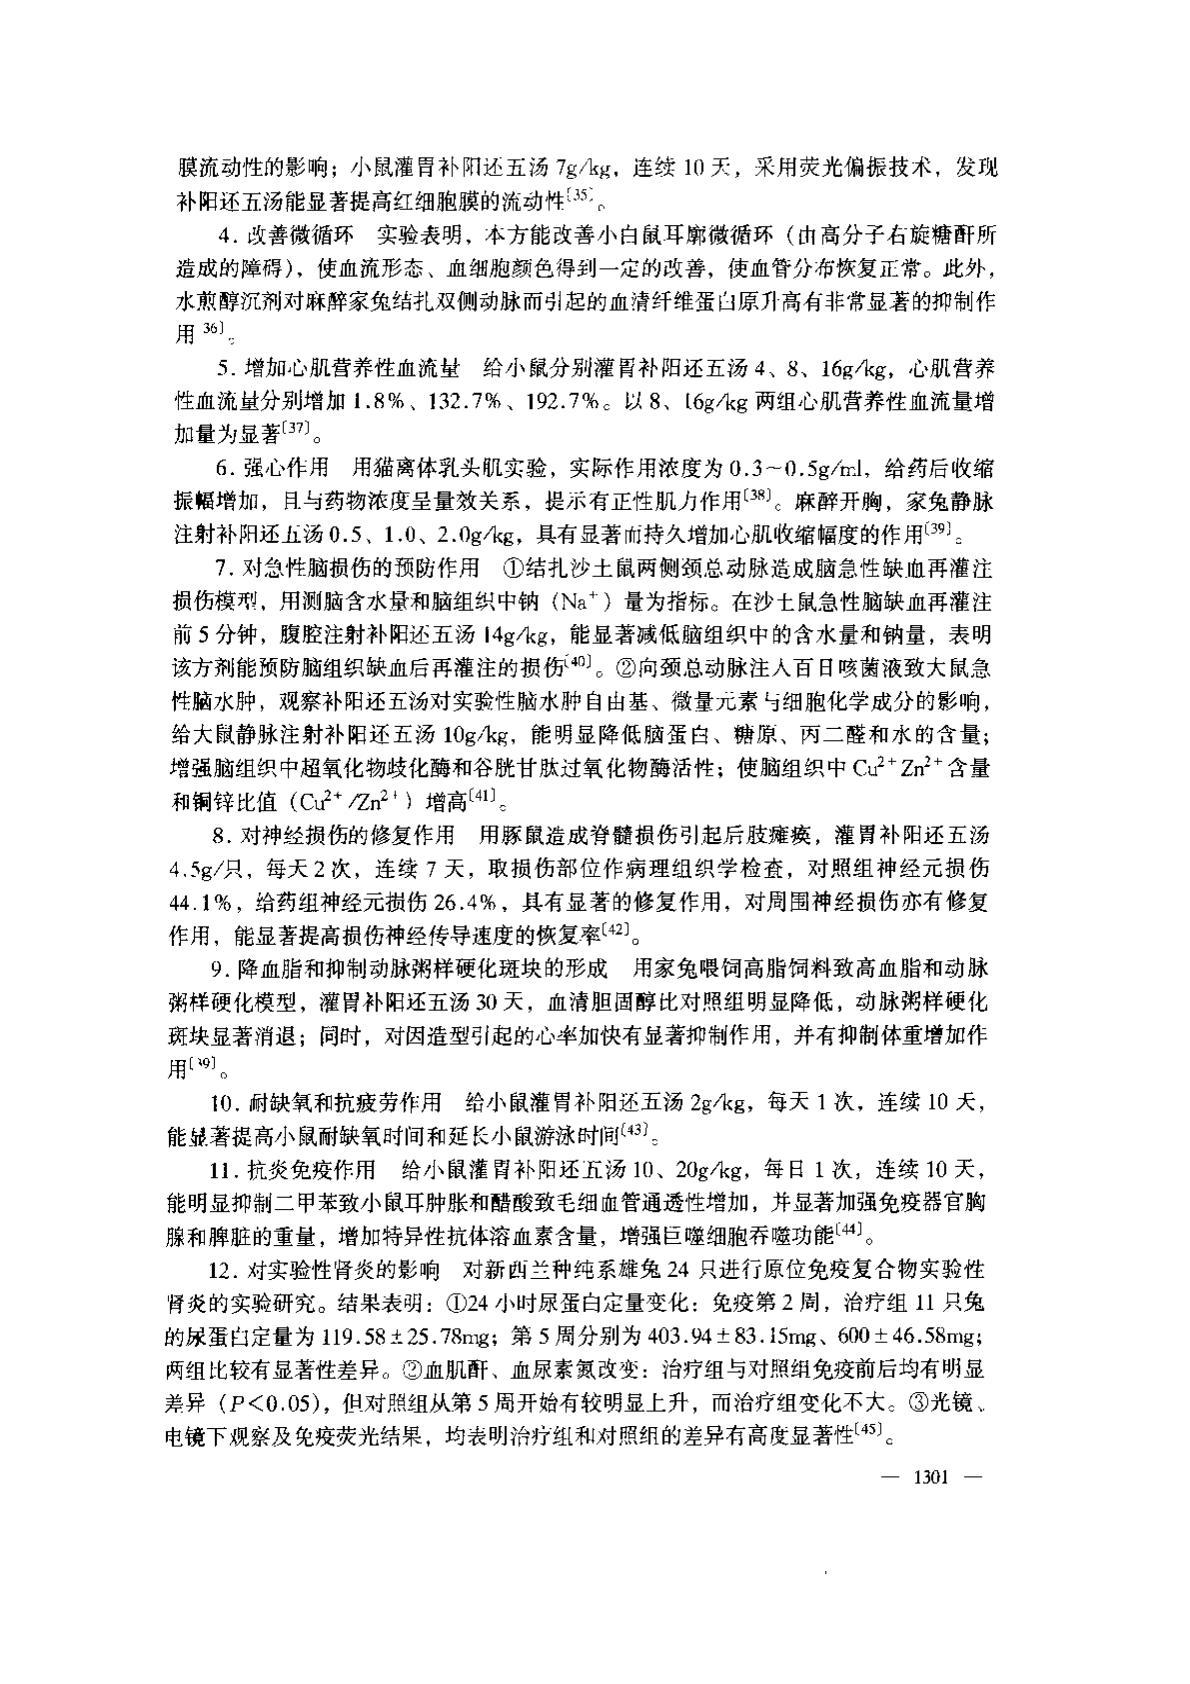 膜流动性的影响；小鼠灌胃补阳还五汤 7g/kg，连续 10 天，采用荧光偏振技术，发现
补阳还五汤能显著提高红细胞膜的流动性〔35〕。
4. 改善微循环　实验表明，本方能改善小白鼠耳廓微循环（由高分子右旋糖酐所
造成的障碍），使血流形态、血细胞颜色得到一定的改善，使血管分布恢复正常。此外，
水煎醇沉剂对麻醉家兔结扎双侧动脉而引起的血清纤维蛋白原升高有非常显著的抑制作
用 36〕。
5. 增加心肌营养性血流量　给小鼠分别灌胃补阳还五汤 4、8、16g/kg，心肌营养
性血流量分别增加 1.8%、132.7%、192.7%。以 8、16g/kg 两组心肌营养性血流量增
加量为显著〔37〕。
6. 强心作用　用猫离体乳头肌实验，实际作用浓度为 0.3~0.5g/ml，给药后收缩
振幅增加，且与药物浓度呈量效关系，提示有正性肌力作用〔38〕。麻醉开胸，家兔静脉
注射补阳还五汤 0.5、1.0、2.0g/kg，具有显著而持久增加心肌收缩幅度的作用〔39〕。
7. 对急性脑损伤的预防作用　①结扎沙土鼠两侧颈总动脉造成脑急性缺血再灌注
损伤模型，用测脑含水量和脑组织中钠（Na⁺）量为指标。在沙土鼠急性脑缺血再灌注
前 5 分钟，腹腔注射补阳还五汤 14g/kg，能显著减低脑组织中的含水量和钠量，表明
该方剂能预防脑组织缺血后再灌注的损伤〔40〕。②向颈总动脉注入百日咳菌液致大鼠急
性脑水肿，观察补阳还五汤对实验性脑水肿自由基、微量元素与细胞化学成分的影响，
给大鼠静脉注射补阳还五汤 10g/kg，能明显降低脑蛋白、糖原、丙二醛和水的含量；
增强脑组织中超氧化物歧化酶和谷胱甘肽过氧化物酶活性；使脑组织中 Cu²⁺ Zn²⁺ 含量
和铜锌比值（Cu²⁺/Zn²⁺）增高〔41〕。
8. 对神经损伤的修复作用　用豚鼠造成脊髓损伤引起后肢瘫痪，灌胃补阳还五汤
4.5g/只，每天 2 次，连续 7 天，取损伤部位作病理组织学检查，对照组神经元损伤
44.1%，给药组神经元损伤 26.4%，具有显著的修复作用，对周围神经损伤亦有修复
作用，能显著提高损伤神经传导速度的恢复率〔42〕。
9. 降血脂和抑制动脉粥样硬化斑块的形成　用家兔喂饲高脂饲料致高血脂和动脉
粥样硬化模型，灌胃补阳还五汤 30 天，血清胆固醇比对照组明显降低，动脉粥样硬化
斑块显著消退；同时，对因造型引起的心率加快有显著抑制作用，并有抑制体重增加作
用〔39〕。
10. 耐缺氧和抗疲劳作用　给小鼠灌胃补阳还五汤 2g/kg，每天 1 次，连续 10 天，
能显著提高小鼠耐缺氧时间和延长小鼠游泳时间〔43〕。
11. 抗炎免疫作用　给小鼠灌胃补阳还五汤 10、20g/kg，每日 1 次，连续 10 天，
能明显抑制二甲苯致小鼠耳肿胀和醋酸致毛细血管通透性增加，并显著加强免疫器官胸
腺和脾脏的重量，增加特异性抗体溶血素含量，增强巨噬细胞吞噬功能〔44〕。
12. 对实验性肾炎的影响　对新西兰种纯系雄兔 24 只进行原位免疫复合物实验性
肾炎的实验研究。结果表明：①24 小时尿蛋白定量变化：免疫第 2 周，治疗组 11 只兔
的尿蛋白定量为 119.58±25.78mg；第 5 周分别为 403.94±83.15mg、600±46.58mg；
两组比较有显著性差异。②血肌酐、血尿素氮改变：治疗组与对照组免疫前后均有明显
差异（P<0.05），但对照组从第 5 周开始有较明显上升，而治疗组变化不大。③光镜、
电镜下观察及免疫荧光结果，均表明治疗组和对照组的差异有高度显著性〔45〕。
— 1301 —